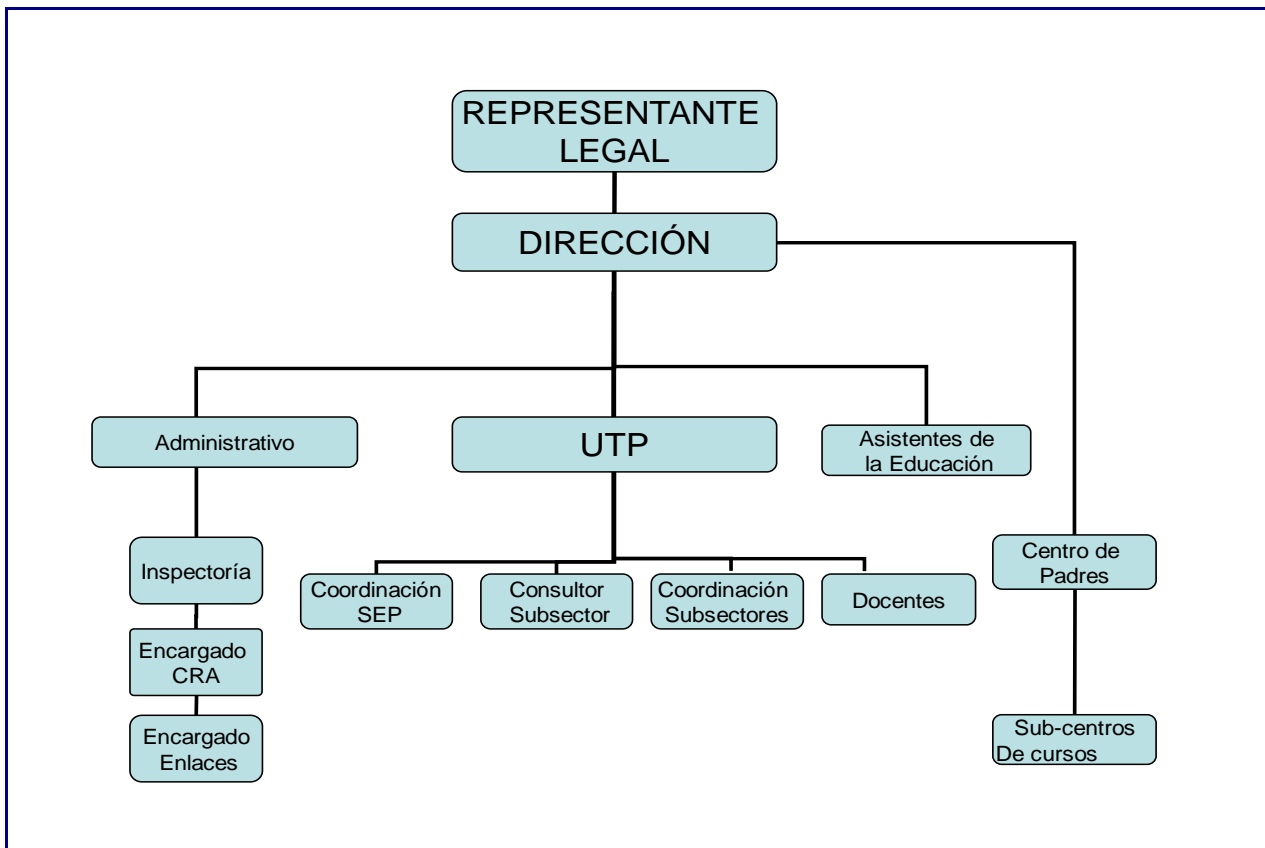 REPRESENTANTE
LEGAL
DIRECCIÓN
Administrativo
UTP
Asistentes de
la Educación
Inspectoría
Coordinación
SEP
Consultor
Subsector
Coordinación
Subsectores
Docentes
Centro de
Padres
Encargado
CRA
Encargado
Enlaces
Sub-centros
De cursos